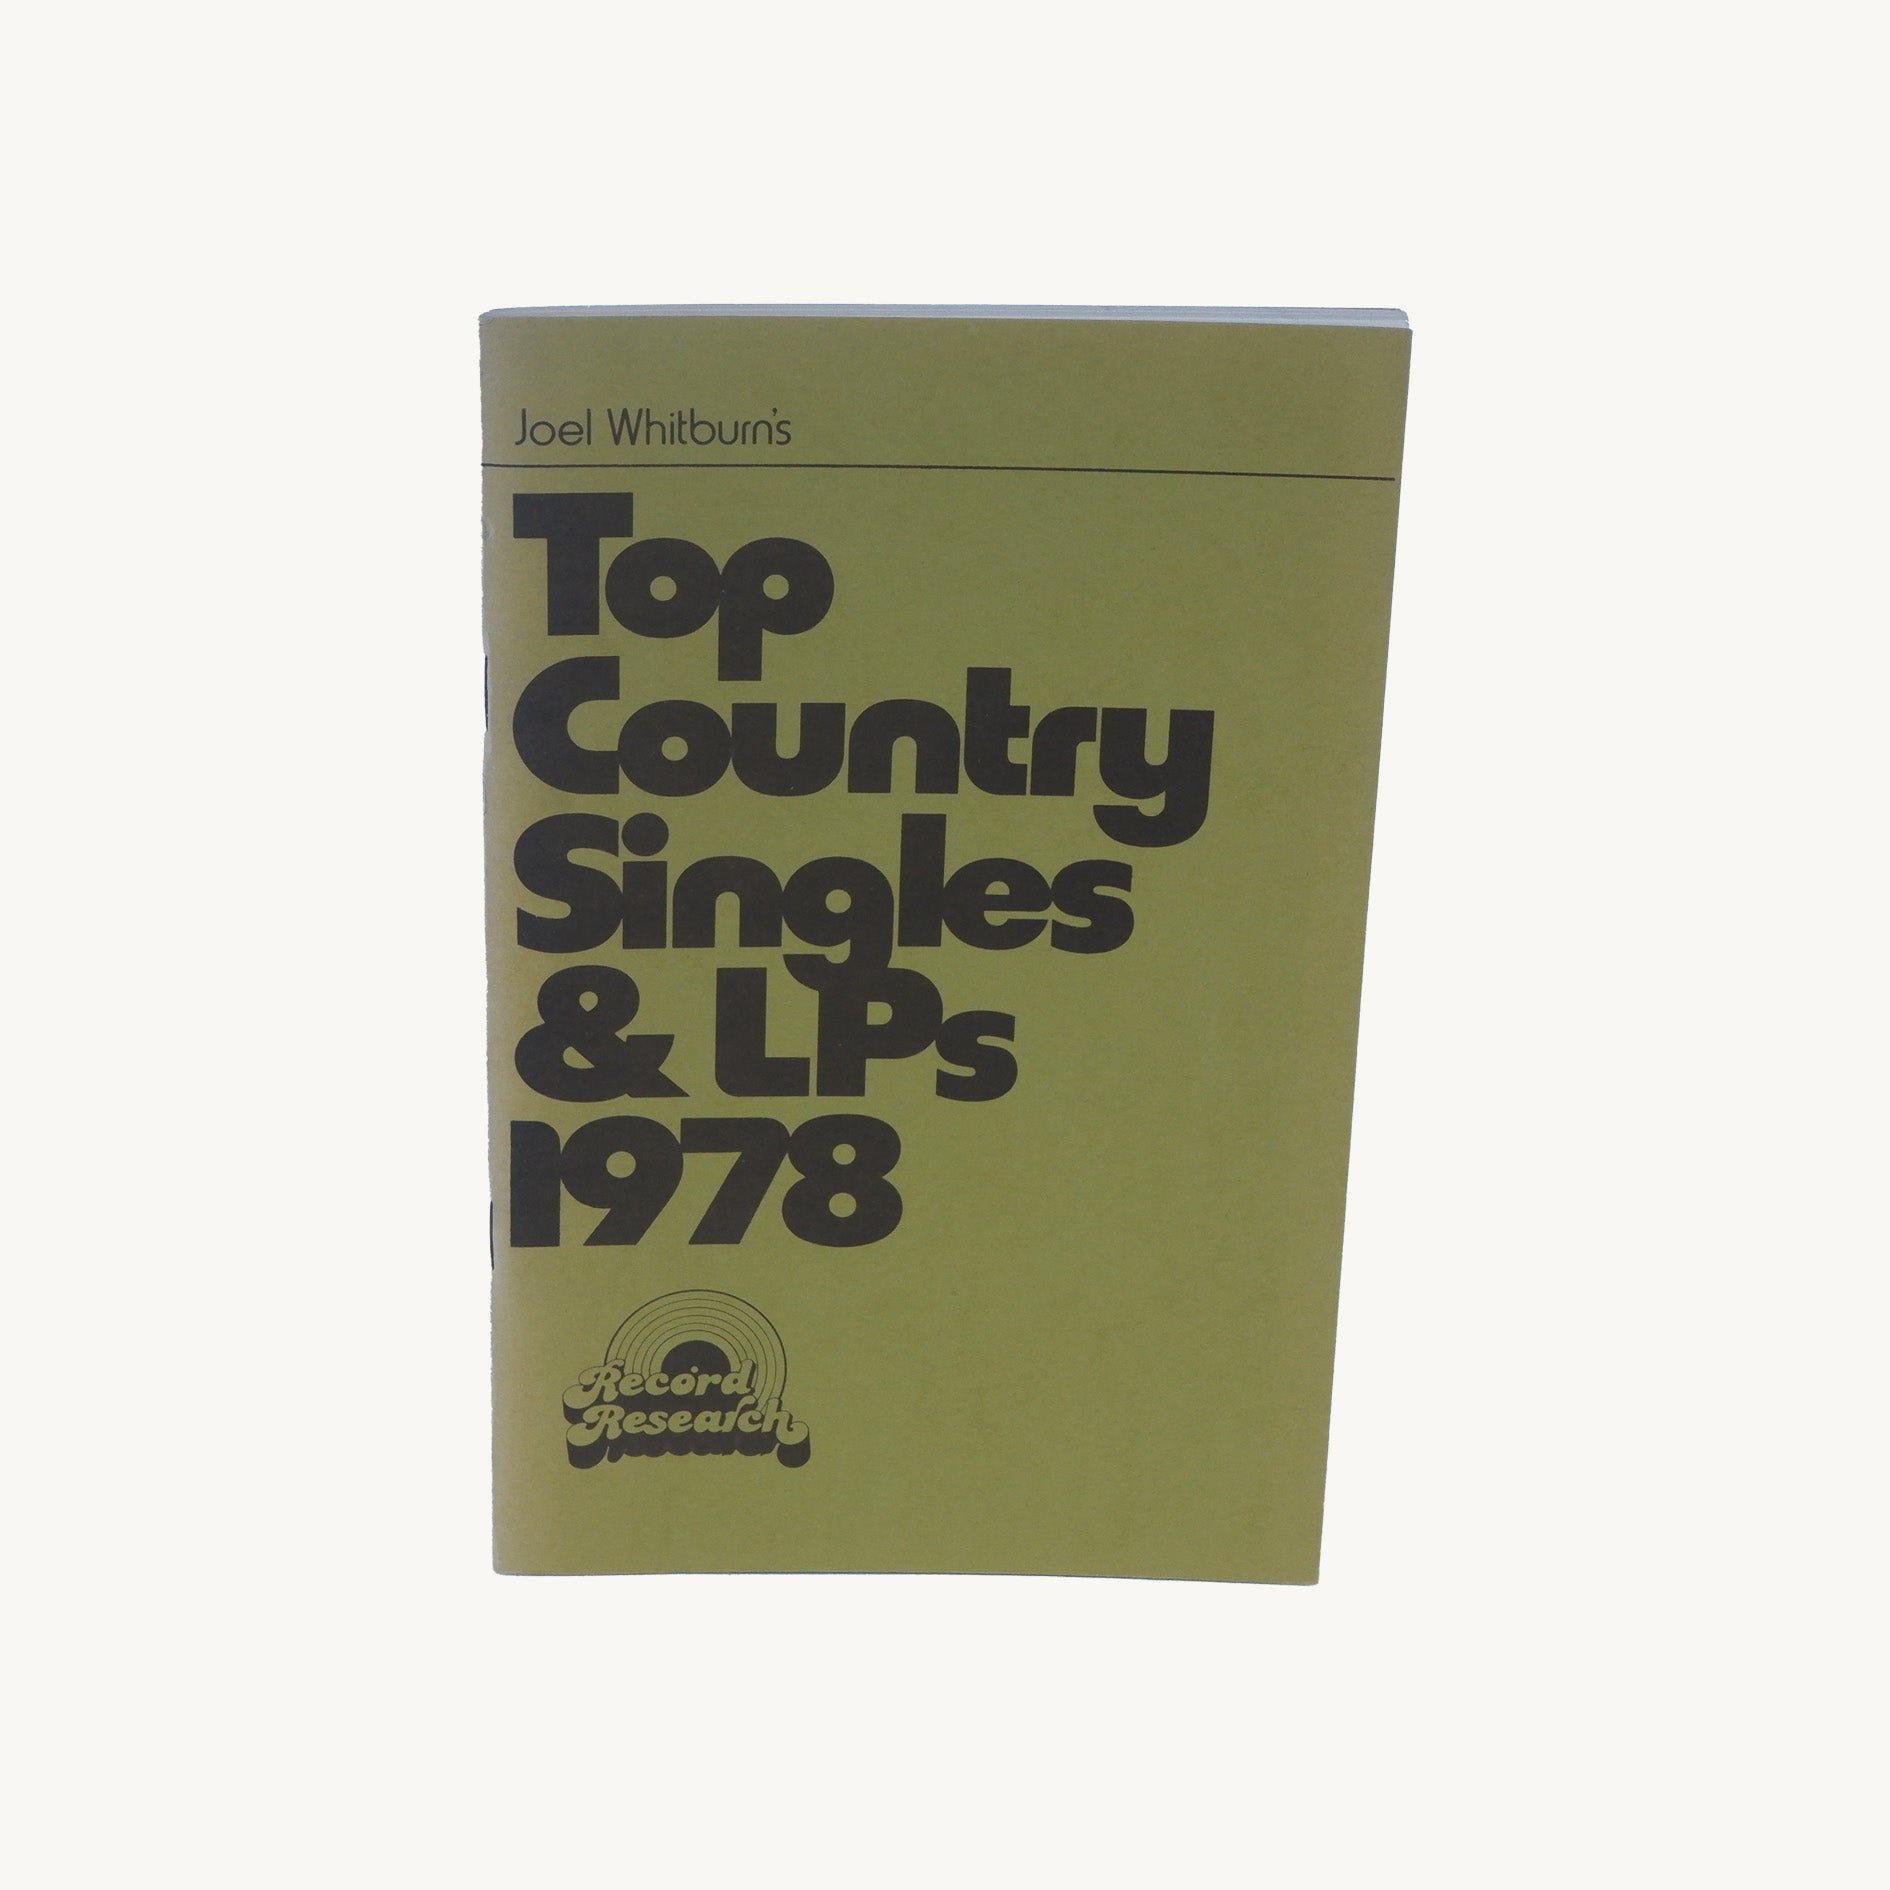 Joel Whitburn's
Top
Country
Singles
& LPs
1978
Record
Research